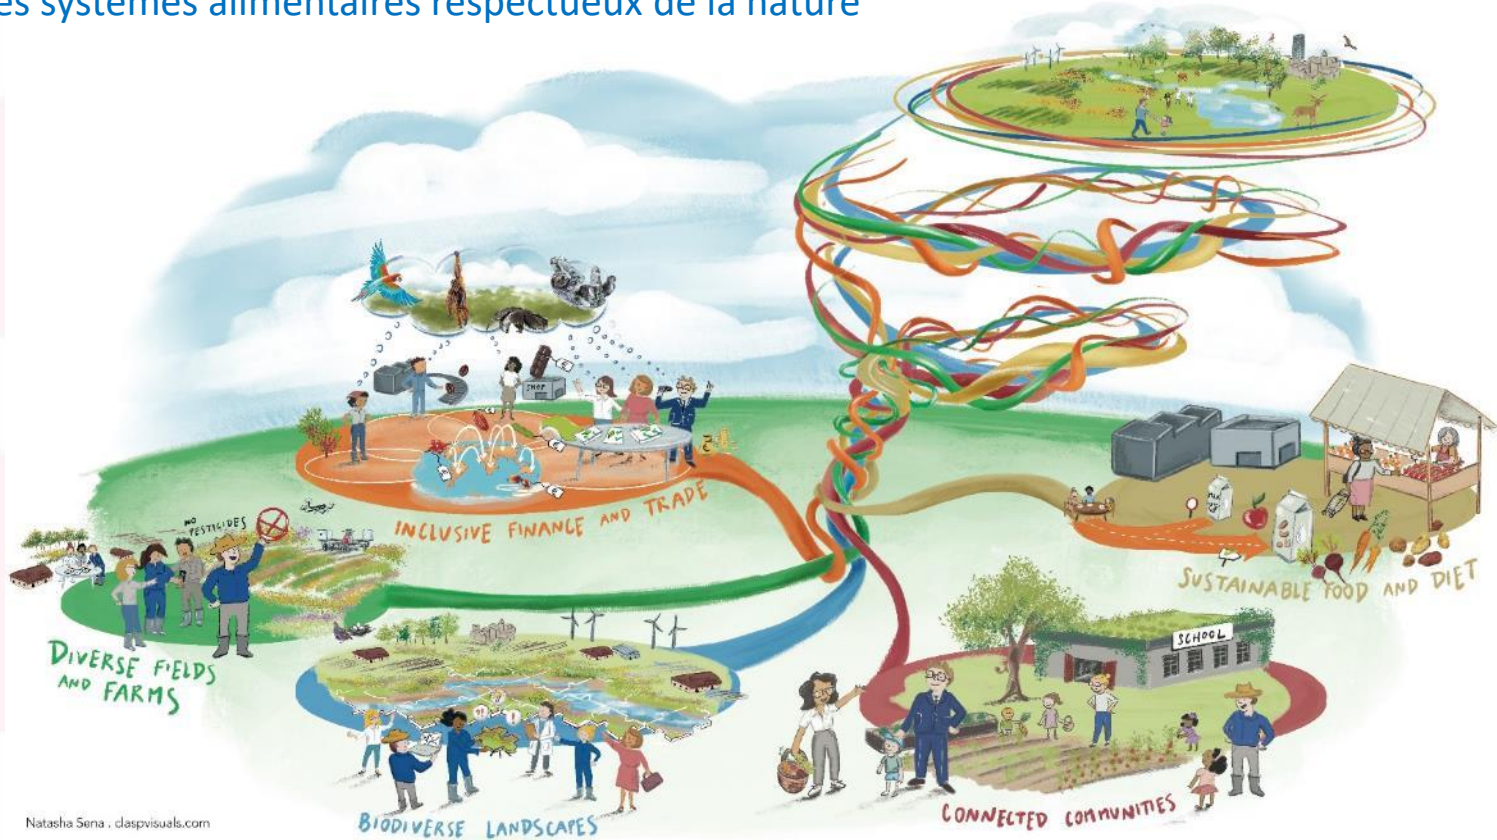 es systèmes alimentaires respectueux de la nature
SHOP
INCLUSIVE FINANCE AND TRADE
NO
PESTICIDES
DIVERSE FIELDS
AND FARMS
SUSTAINABLE FOOD AND DIET
SCHOOL
BIODIVERSE LANDSCAPES
CONNECTED COMMUNITIES
Natasha Sena . claspvisuals.com